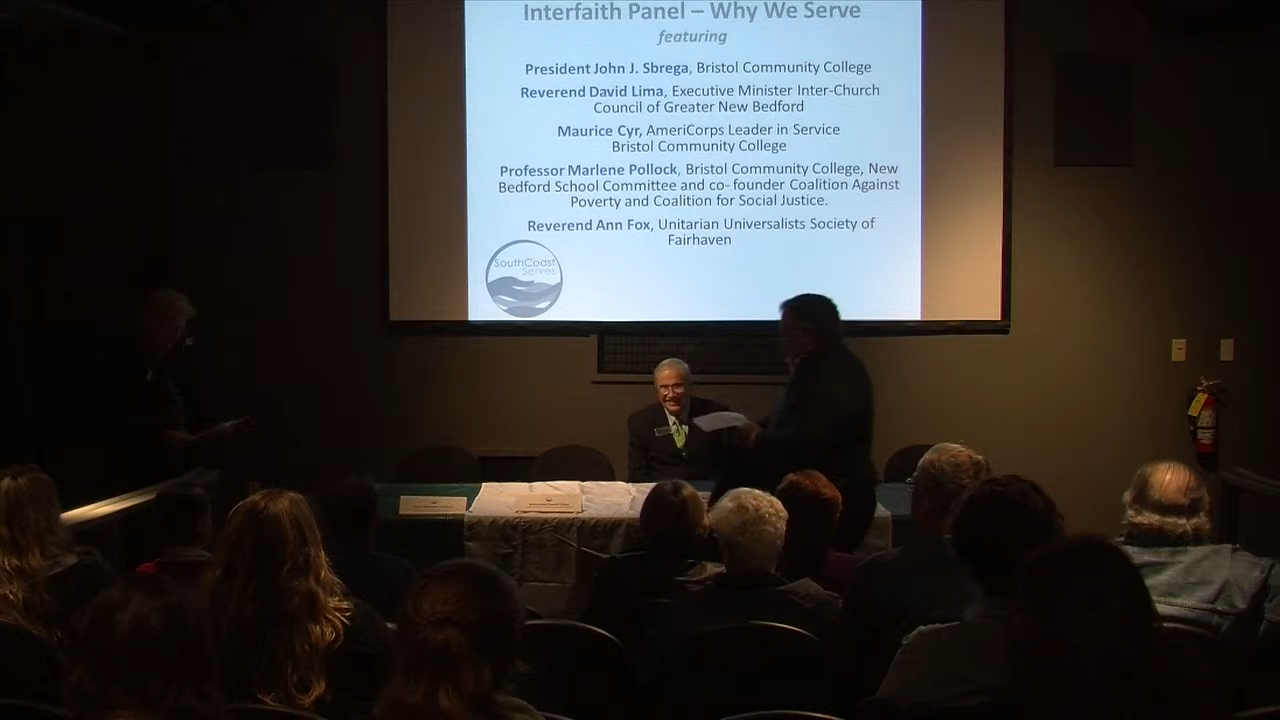 Interfaith Panel – Why We Serve
featuring
President John J. Sbrega, Bristol Community College
Reverend David Lima, Executive Minister Inter-Church
Council of Greater New Bedford
Maurice Cyr, AmeriCorps Leader in Service
Bristol Community College
Professor Marlene Pollock, Bristol Community College, New
Bedford School Committee and co- founder Coalition Against
Poverty and Coalition for Social Justice.
Reverend Ann Fox, Unitarian Universalists Society of
Fairhaven
SouthCoast
Serves